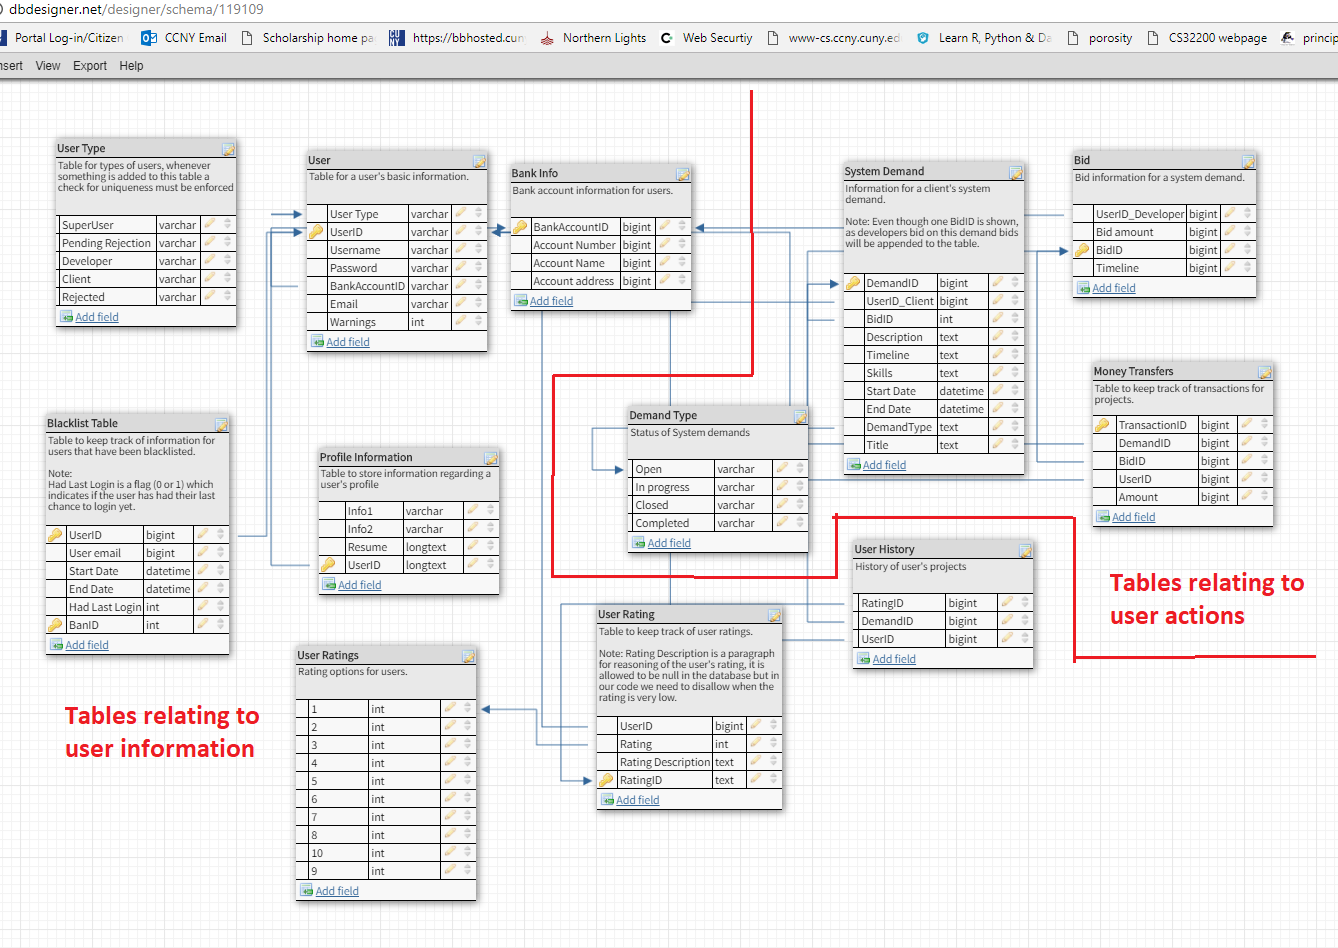 dbdesigner.net/designer/schema/119109
Portal Log-in/Citizen
CCNY Email
Scholarship home pa
https://bbhosted.cun
Northern Lights
Web Securtiy
www-cs.ccny.cuny.ed
Learn R, Python & Da
porosity
CS32200 webpage
princip
nsert View Export Help
User Type
Table for types of users, whenever
something is added to this table a
check for uniqueness must be enforced
SuperUser varchar
Pending Rejection varchar
Developer varchar
Client varchar
Rejected varchar
Add field
User
Table for a user's basic information.
User Type varchar
UserID varchar
Username varchar
Password varchar
BankAccountID varchar
Email varchar
Warnings int
Add field
Bank Info
Bank account information for users.
BankAccountID bigint
Account Number bigint
Account Name bigint
Account address bigint
Add field
System Demand
Information for a client's system
demand.
Note: Even though one BidID is shown,
as developers bid on this demand bids
will be appended to the table.
DemandID bigint
UserID_Client bigint
BidID int
Description text
Timeline text
Skills text
Start Date datetime
End Date datetime
DemandType text
Title text
Add field
Bid
Bid information for a system demand.
UserID_Developer bigint
Bid amount bigint
BidID bigint
Timeline bigint
Add field
Money Transfers
Table to keep track of transactions for
projects.
TransactionID bigint
DemandID bigint
BidID bigint
UserID bigint
Amount bigint
Add field
Blacklist Table
Table to keep track of information for
users that have been blacklisted.
Note:
Had Last Login is a flag (0 or 1) which
indicates if the user has had their last
chance to login yet.
UserID bigint
User email bigint
Start Date datetime
End Date datetime
Had Last Login int
BanID int
Add field
Profile Information
Table to store information regarding a
user's profile
Info1 varchar
Info2 varchar
Resume longtext
UserID longtext
Add field
Demand Type
Status of System demands
Open varchar
In progress varchar
Closed varchar
Completed varchar
Add field
User History
History of user's projects
RatingID bigint
DemandID bigint
UserID bigint
Add field
Tables relating to
user actions
User Rating
Table to keep track of user ratings.
Note: Rating Description is a paragraph
for reasoning of the user's rating, it is
allowed to be null in the database but in
our code we need to disallow when the
rating is very low.
UserID bigint
Rating int
Rating Description text
RatingID text
Add field
User Ratings
Rating options for users.
1 int
2 int
3 int
4 int
5 int
6 int
7 int
8 int
10 int
9 int
Add field
Tables relating to
user information